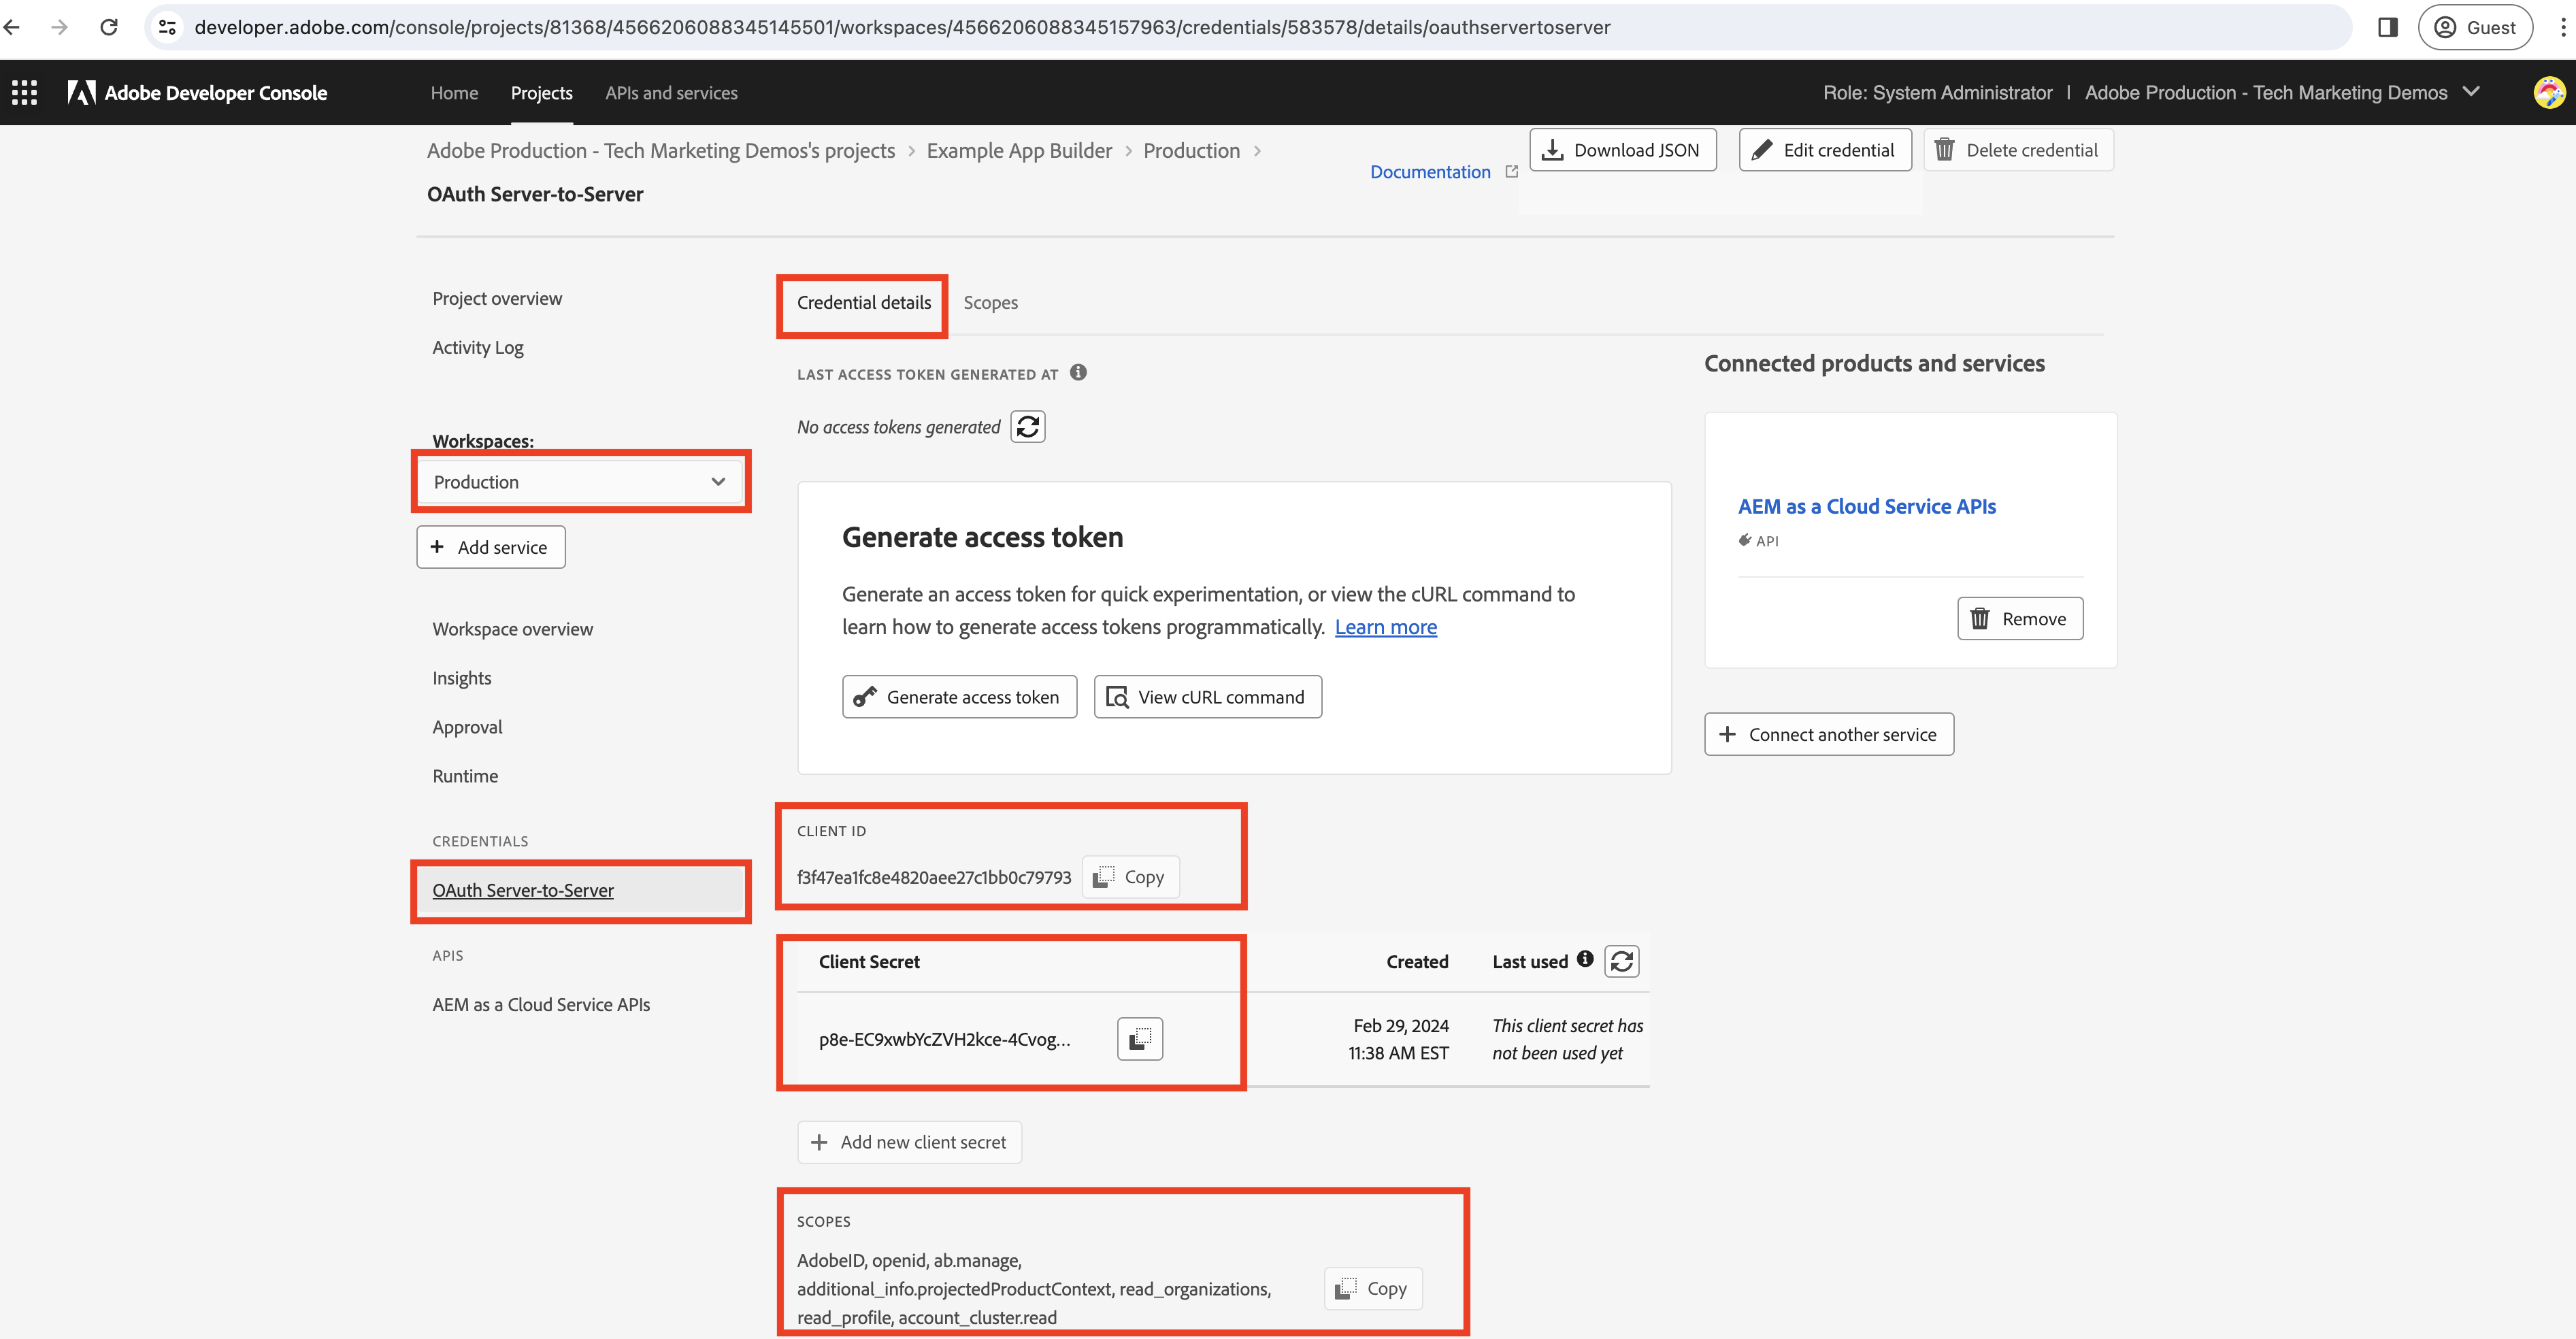 developer.adobe.com/console/projects/81368/4566206088345145501/workspaces/4566206088345157963/credentials/583578/details/oauthservertoserver
Guest
Adobe Developer Console
Home
Projects
APIs and services
Role: System Administrator | Adobe Production - Tech Marketing Demos
Adobe Production - Tech Marketing Demos's projects > Example App Builder > Production >
OAuth Server-to-Server
Documentation
Download JSON
Edit credential
Delete credential
Project overview
Activity Log
Workspaces:
Production
+ Add service
Workspace overview
Insights
Approval
Runtime
CREDENTIALS
OAuth Server-to-Server
APIS
AEM as a Cloud Service APIs
Credential details
Scopes
LAST ACCESS TOKEN GENERATED AT
No access tokens generated
Generate access token
Generate an access token for quick experimentation, or view the cURL command to
learn how to generate access tokens programmatically. Learn more
Generate access token
View cURL command
CLIENT ID
f3f47ea1fc8e4820aee27c1bb0c79793
Copy
Client Secret
Created
Last used
p8e-EC9xwbYcZVH2kce-4Cvog...
Feb 29, 2024
11:38 AM EST
This client secret has
not been used yet
+ Add new client secret
SCOPES
AdobeID, openid, ab.manage,
additional_info.projectedProductContext, read_organizations,
read_profile, account_cluster.read
Copy
Connected products and services
AEM as a Cloud Service APIs
API
Remove
+ Connect another service